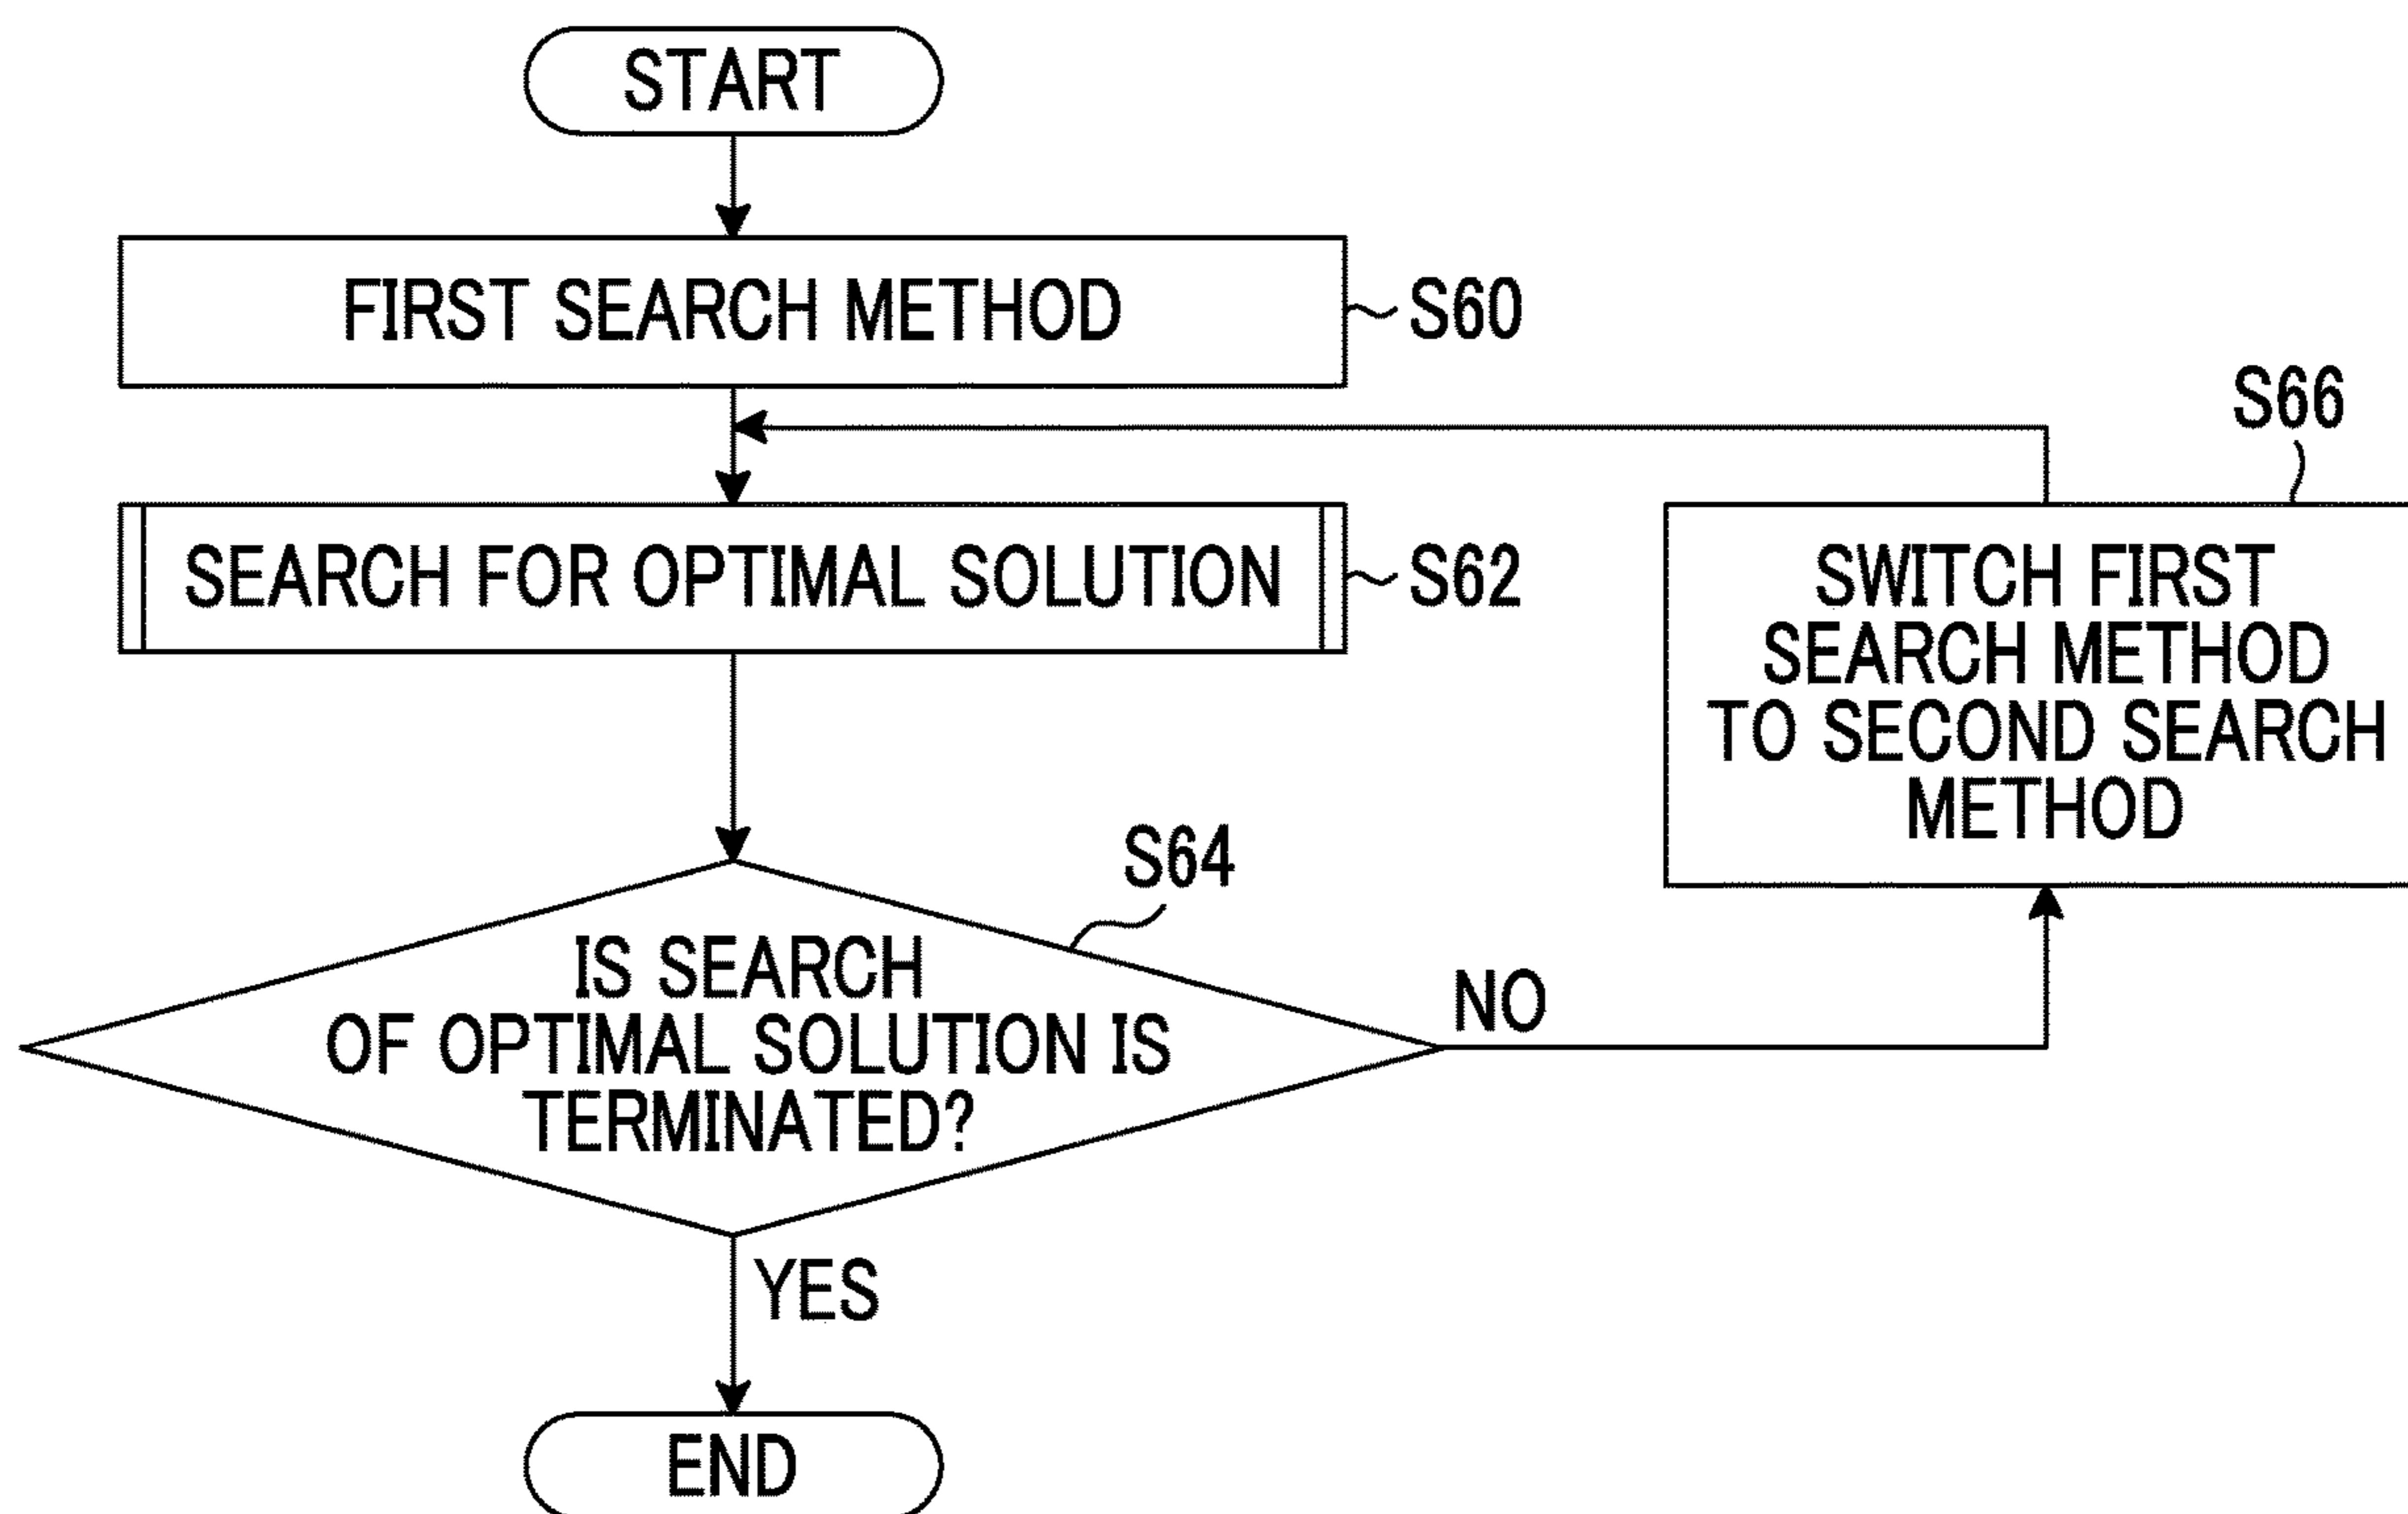 START
FIRST SEARCH METHOD
S60
S66
SEARCH FOR OPTIMAL SOLUTION
S62
SWITCH FIRST
SEARCH METHOD
TO SECOND SEARCH
METHOD
S64
IS SEARCH
OF OPTIMAL SOLUTION IS
TERMINATED?
NO
YES
END